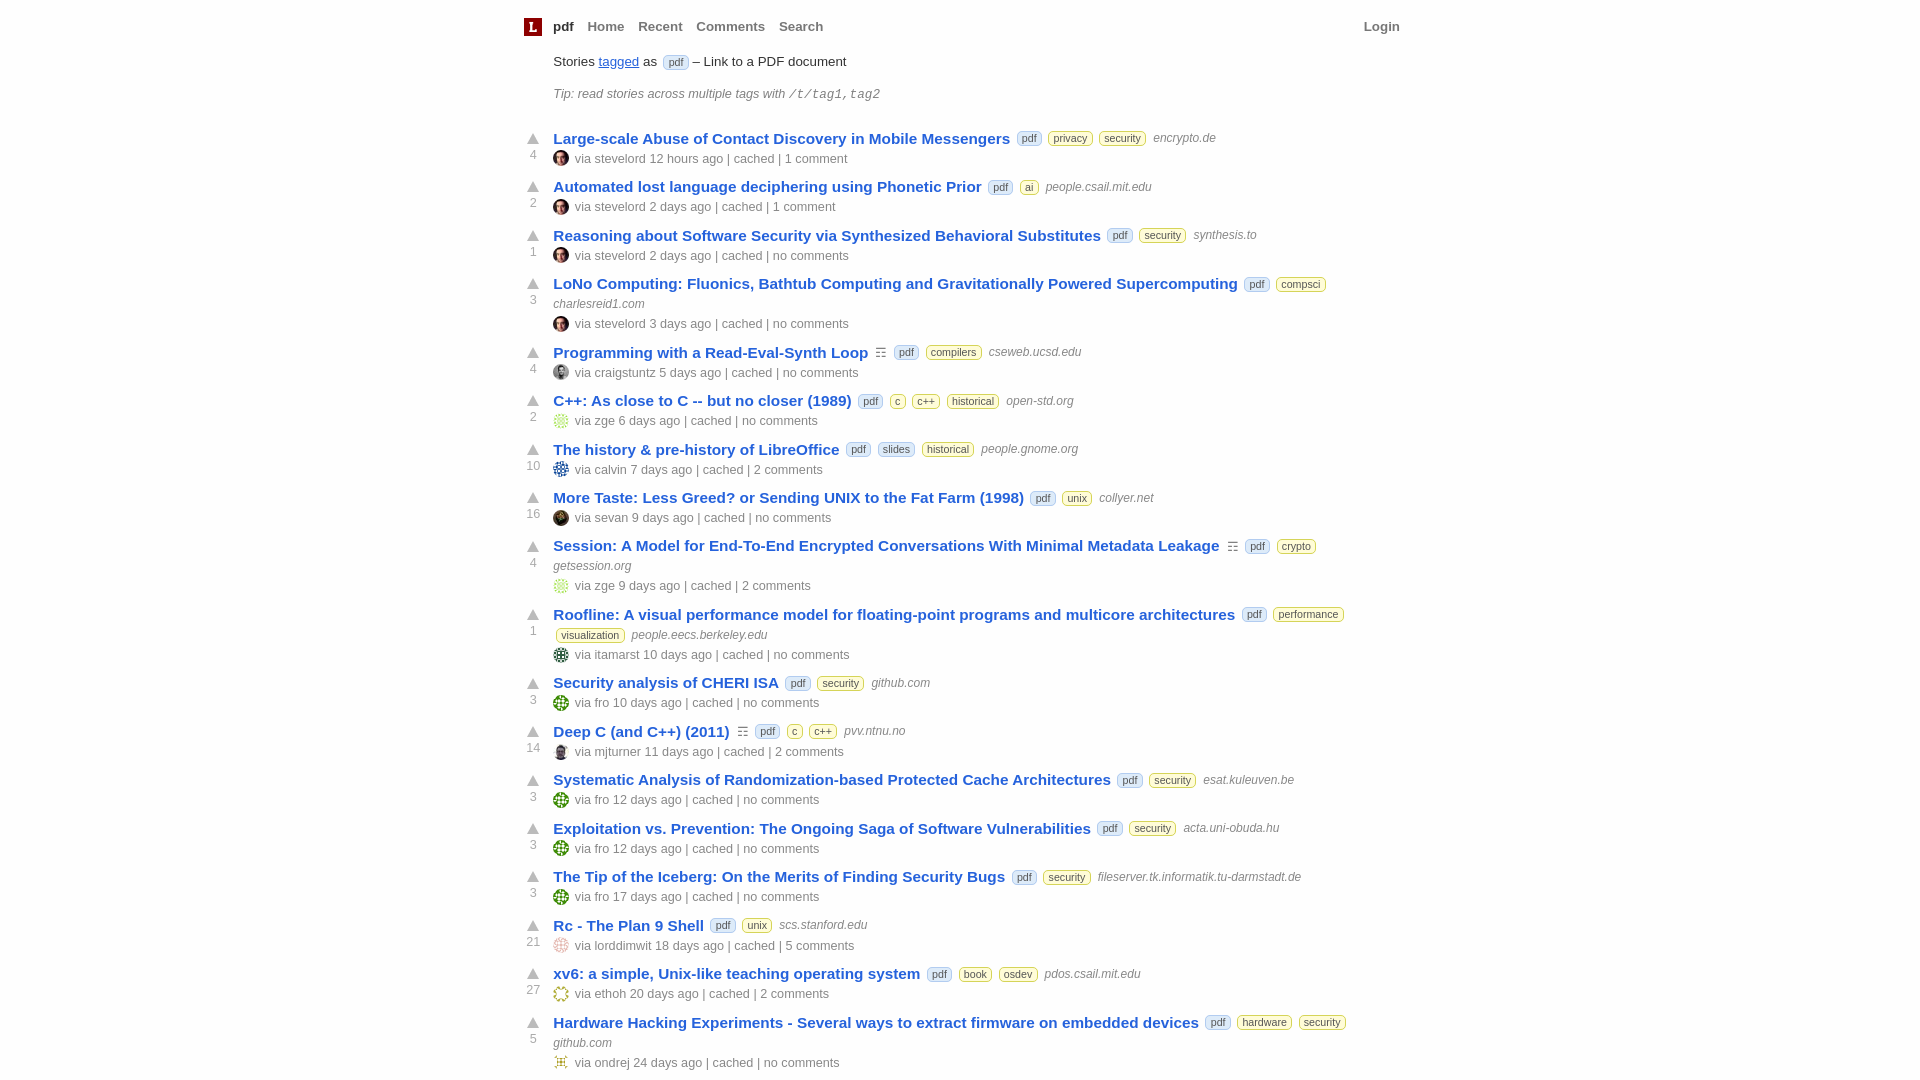 L pdf Home Recent Comments Search Login
Stories tagged as pdf – Link to a PDF document
Tip: read stories across multiple tags with /t/tag1,tag2
Large-scale Abuse of Contact Discovery in Mobile Messengers pdf privacy security encrypto.de
4
via stevelord 12 hours ago | cached | 1 comment
Automated lost language deciphering using Phonetic Prior pdf ai people.csail.mit.edu
2
via stevelord 2 days ago | cached | 1 comment
Reasoning about Software Security via Synthesized Behavioral Substitutes pdf security synthesis.to
1
via stevelord 2 days ago | cached | no comments
LoNo Computing: Fluonics, Bathtub Computing and Gravitationally Powered Supercomputing pdf compsci
3
charlesreid1.com
via stevelord 3 days ago | cached | no comments
Programming with a Read-Eval-Synth Loop ☶ pdf compilers cseweb.ucsd.edu
4
via craigstuntz 5 days ago | cached | no comments
C++: As close to C -- but no closer (1989) pdf c c++ historical open-std.org
2
via zge 6 days ago | cached | no comments
The history & pre-history of LibreOffice pdf slides historical people.gnome.org
10
via calvin 7 days ago | cached | 2 comments
More Taste: Less Greed? or Sending UNIX to the Fat Farm (1998) pdf unix collyer.net
16
via sevan 9 days ago | cached | no comments
Session: A Model for End-To-End Encrypted Conversations With Minimal Metadata Leakage ☶ pdf crypto
4
getsession.org
via zge 9 days ago | cached | 2 comments
Roofline: A visual performance model for floating-point programs and multicore architectures pdf performance
1
visualization people.eecs.berkeley.edu
via itamarst 10 days ago | cached | no comments
Security analysis of CHERI ISA pdf security github.com
3
via fro 10 days ago | cached | no comments
Deep C (and C++) (2011) ☶ pdf c c++ pvv.ntnu.no
14
via mjturner 11 days ago | cached | 2 comments
Systematic Analysis of Randomization-based Protected Cache Architectures pdf security esat.kuleuven.be
3
via fro 12 days ago | cached | no comments
Exploitation vs. Prevention: The Ongoing Saga of Software Vulnerabilities pdf security acta.uni-obuda.hu
3
via fro 12 days ago | cached | no comments
The Tip of the Iceberg: On the Merits of Finding Security Bugs pdf security fileserver.tk.informatik.tu-darmstadt.de
3
via fro 17 days ago | cached | no comments
Rc - The Plan 9 Shell pdf unix scs.stanford.edu
21
via lorddimwit 18 days ago | cached | 5 comments
xv6: a simple, Unix-like teaching operating system pdf book osdev pdos.csail.mit.edu
27
via ethoh 20 days ago | cached | 2 comments
Hardware Hacking Experiments - Several ways to extract firmware on embedded devices pdf hardware security
5
github.com
via ondrej 24 days ago | cached | no comments